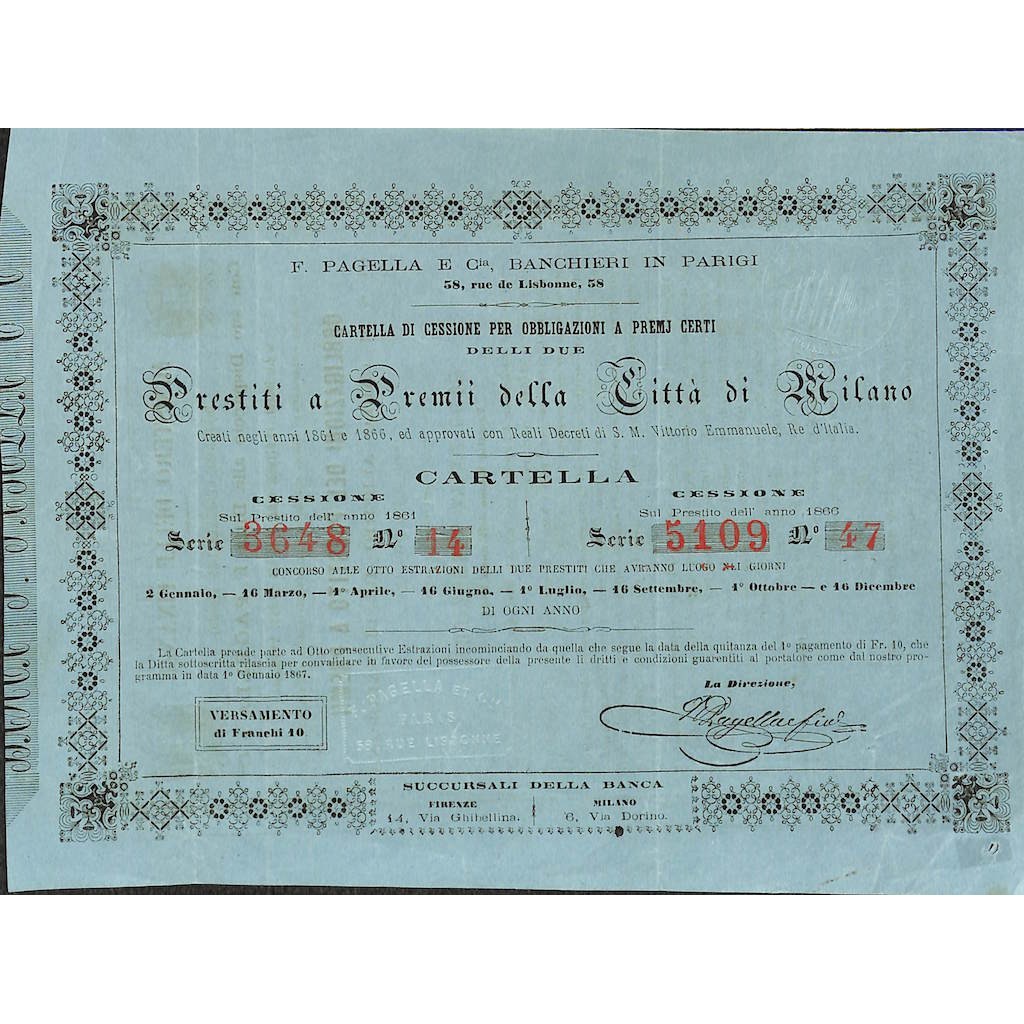 F. PAGELLA E Cia, BANCHIERI IN PARIGI
58, rue de Lisbonne, 58
CARTELLA DI CESSIONE PER OBBLIGAZIONI A PREMJ CERTI
DELLI DUE
Prestiti a Premii della Città di Milano
Creati negli anni 1861 e 1866, ed approvati con Reali Decreti di S. M. Vittorio Emmanuele, Re d'Italia.
CARTELLA
CESSIONE
Sul Prestito dell' anno 1861
Serie 3648 No 14
CESSIONE
Sul Prestito dell' anno 1866
Serie 5109 No 47
CONCORSO ALLE OTTO ESTRAZIONI DELLI DUE PRESTITI CHE AVRANNO LUOGO LI GIORNI
2 Gennaio, — 16 Marzo, — 1o Aprile, — 16 Giugno, — 1o Luglio, — 16 Settembre, — 1o Ottobre — e 16 Dicembre
DI OGNI ANNO
La Cartella prende parte ad Otto consecutive Estrazioni incominciando da quella che segue la data della quitanza del 1o pagamento di Fr. 10, che
la Ditta sottoscritta rilascia per convalidare in favore del possessore della presente li dritti e condizioni guarentiti al portatore come dal nostro pro-
gramma in data 1o Gennaio 1867.
La Direzione,
F. PAGELLA ET Cie
PARIS
58, RUE LISBONNE
VERSAMENTO
di Franchi 10
SUCCURSALI DELLA BANCA
FIRENZE
14, Via Ghibellina.
MILANO
6, Via Dorino.